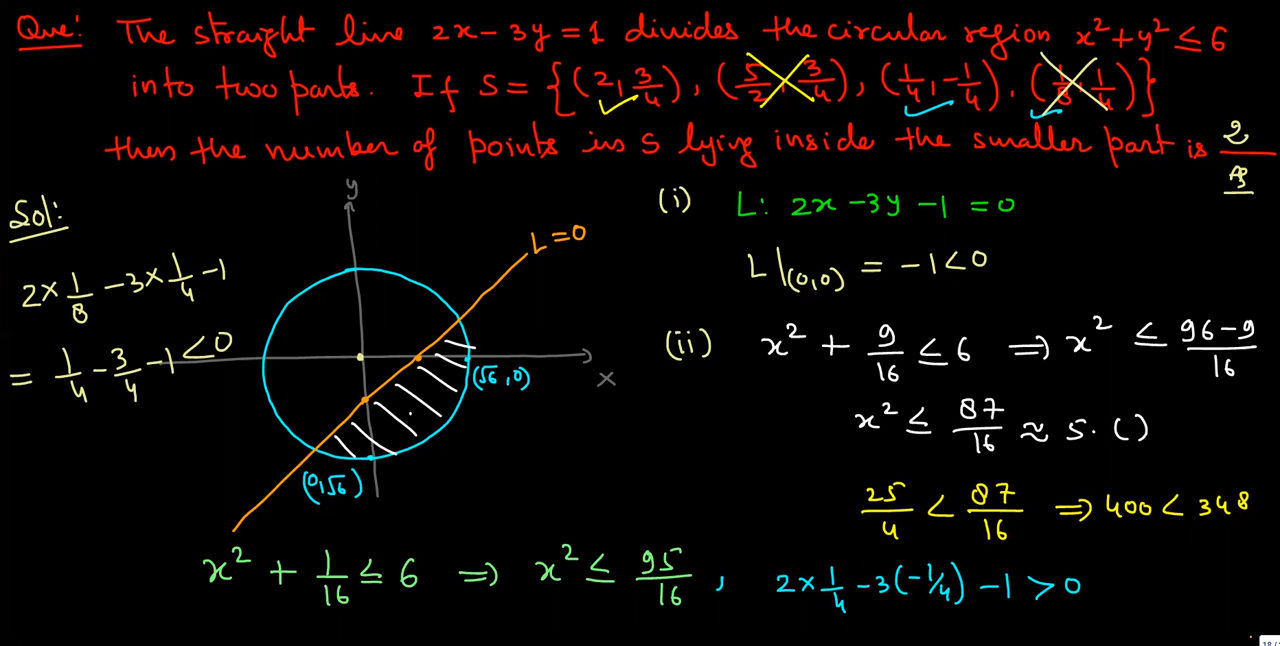 Que: The straight line 2x - 3y = 1 divides the circular region x² + y² ≤ 6
into two parts. If S = {(2, 3/4), (5/2, 3/4), (1/4, -1/4), (1/8, 1/4)}
then the number of points in S lying inside the smaller part is 2
Ag
Sol:
2 × 1/8 - 3 × 1/4 - 1
= 1/4 - 3/4 - 1 < 0
y
L = 0
x
(√6, 0)
(0, √6)
(i) L: 2x - 3y - 1 = 0
L|(0,0) = -1 < 0
(ii) x² + 9/16 ≤ 6 ⇒ x² ≤ 96-9/16
x² ≤ 87/16 ≈ 5.( )
25/4 < 87/16 ⇒ 400 < 348
x² + 1/16 ≤ 6 ⇒ x² ≤ 95/16 , 2 × 1/4 - 3(-1/4) - 1 > 0